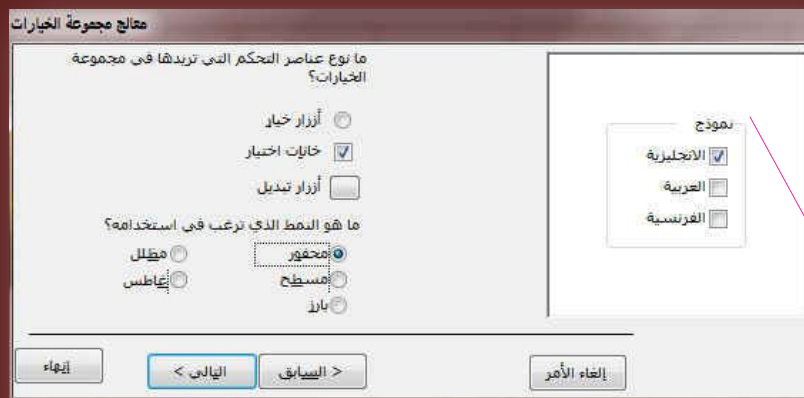 معالج مجموعة الخيارات
ما نوع عناصر التحكم التي تريدها في مجموعة
الخيارات؟
أزرار خيار
خانات اختيار
أزرار تبديل
ما هو النمط الذي ترغب في استخدامه؟
محفور
مظلل
مسطح
غاطس
بارز
نموذج
الانجليزية
العربية
الفرنسية
إلغاء الأمر
< السابق
التالي >
إنهاء